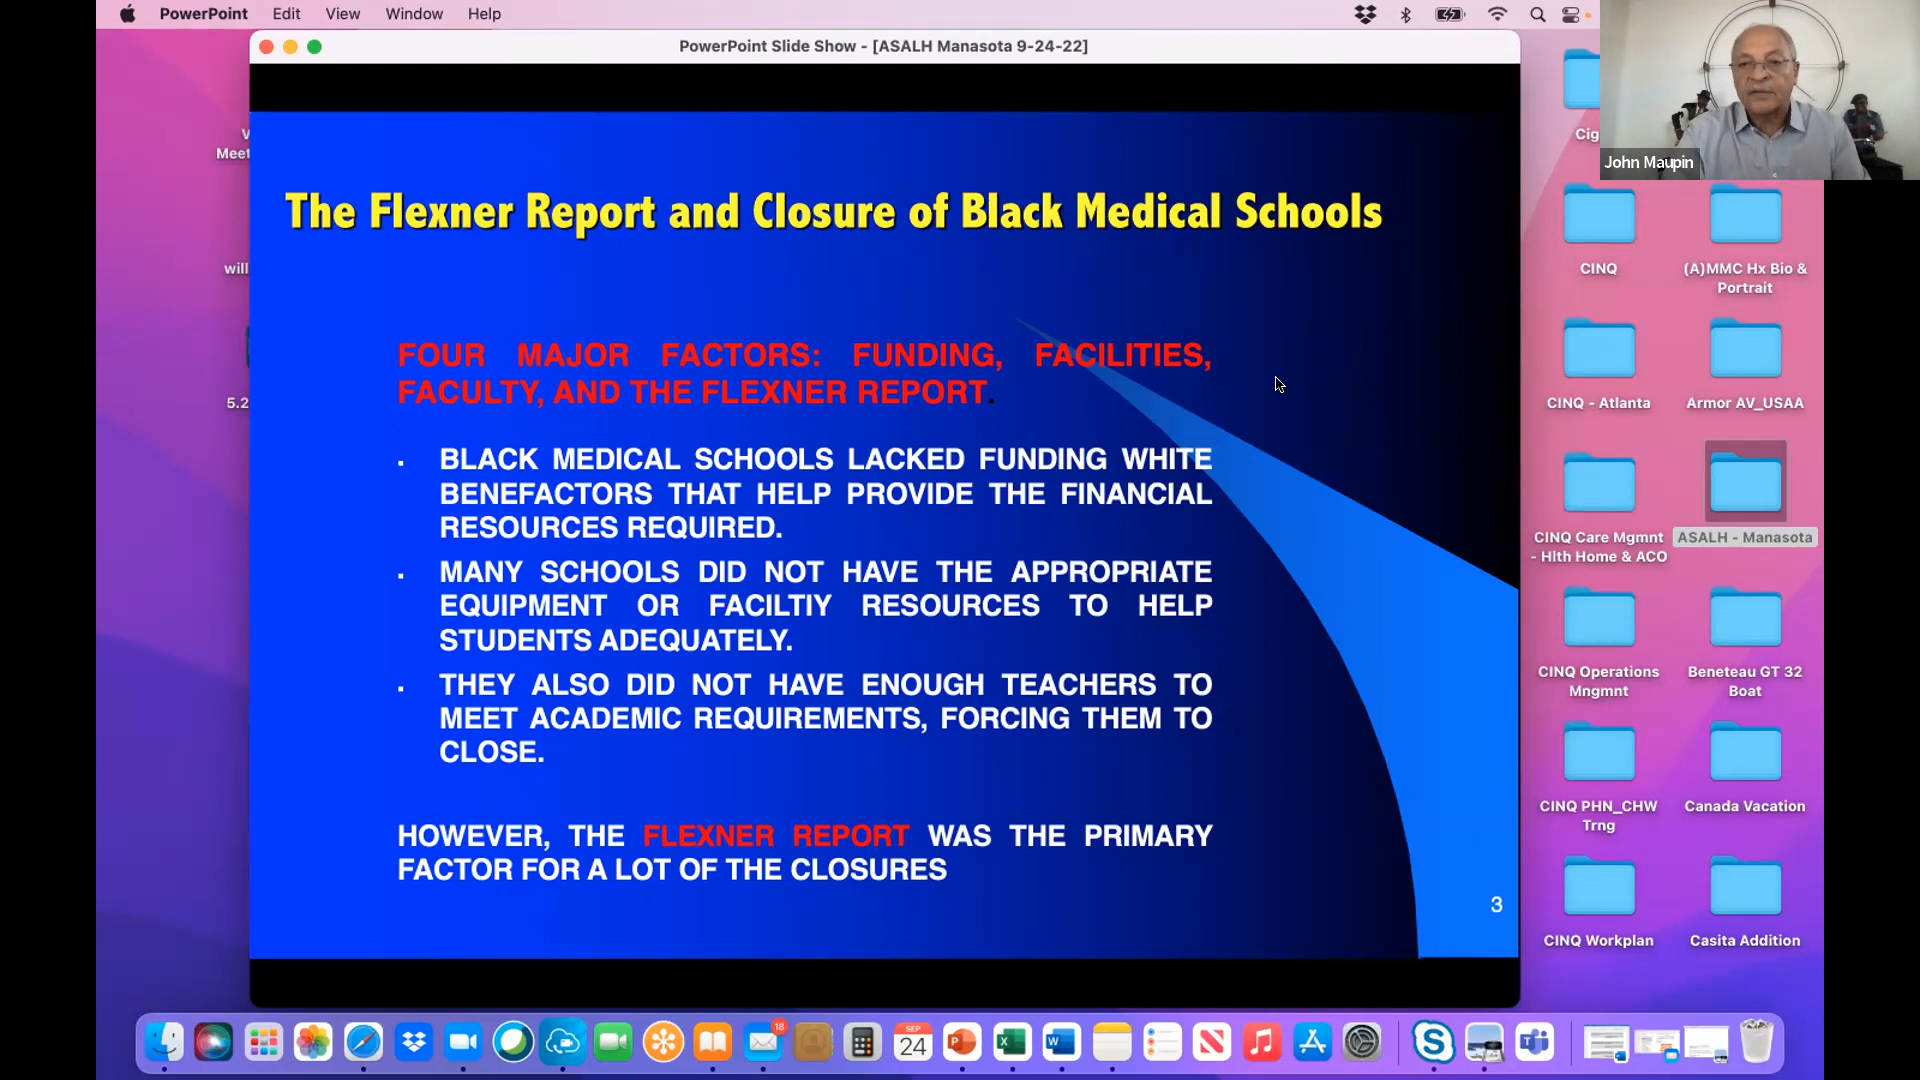 PowerPoint Edit View Window Help
PowerPoint Slide Show - [ASALH Manasota 9-24-22]
John Maupin
The Flexner Report and Closure of Black Medical Schools
FOUR MAJOR FACTORS: FUNDING, FACILITIES,
FACULTY, AND THE FLEXNER REPORT.
▪ BLACK MEDICAL SCHOOLS LACKED FUNDING WHITE
BENEFACTORS THAT HELP PROVIDE THE FINANCIAL
RESOURCES REQUIRED.
▪ MANY SCHOOLS DID NOT HAVE THE APPROPRIATE
EQUIPMENT OR FACILTIY RESOURCES TO HELP
STUDENTS ADEQUATELY.
▪ THEY ALSO DID NOT HAVE ENOUGH TEACHERS TO
MEET ACADEMIC REQUIREMENTS, FORCING THEM TO
CLOSE.
HOWEVER, THE FLEXNER REPORT WAS THE PRIMARY
FACTOR FOR A LOT OF THE CLOSURES
3
V
Meet
will
5.2
Cig
CINQ
(A)MMC Hx Bio &
Portrait
CINQ - Atlanta
Armor AV_USAA
CINQ Care Mgmnt
- Hlth Home & ACO
ASALH - Manasota
CINQ Operations
Mngmnt
Beneteau GT 32
Boat
CINQ PHN_CHW
Trng
Canada Vacation
CINQ Workplan
Casita Addition
18
SEP
24